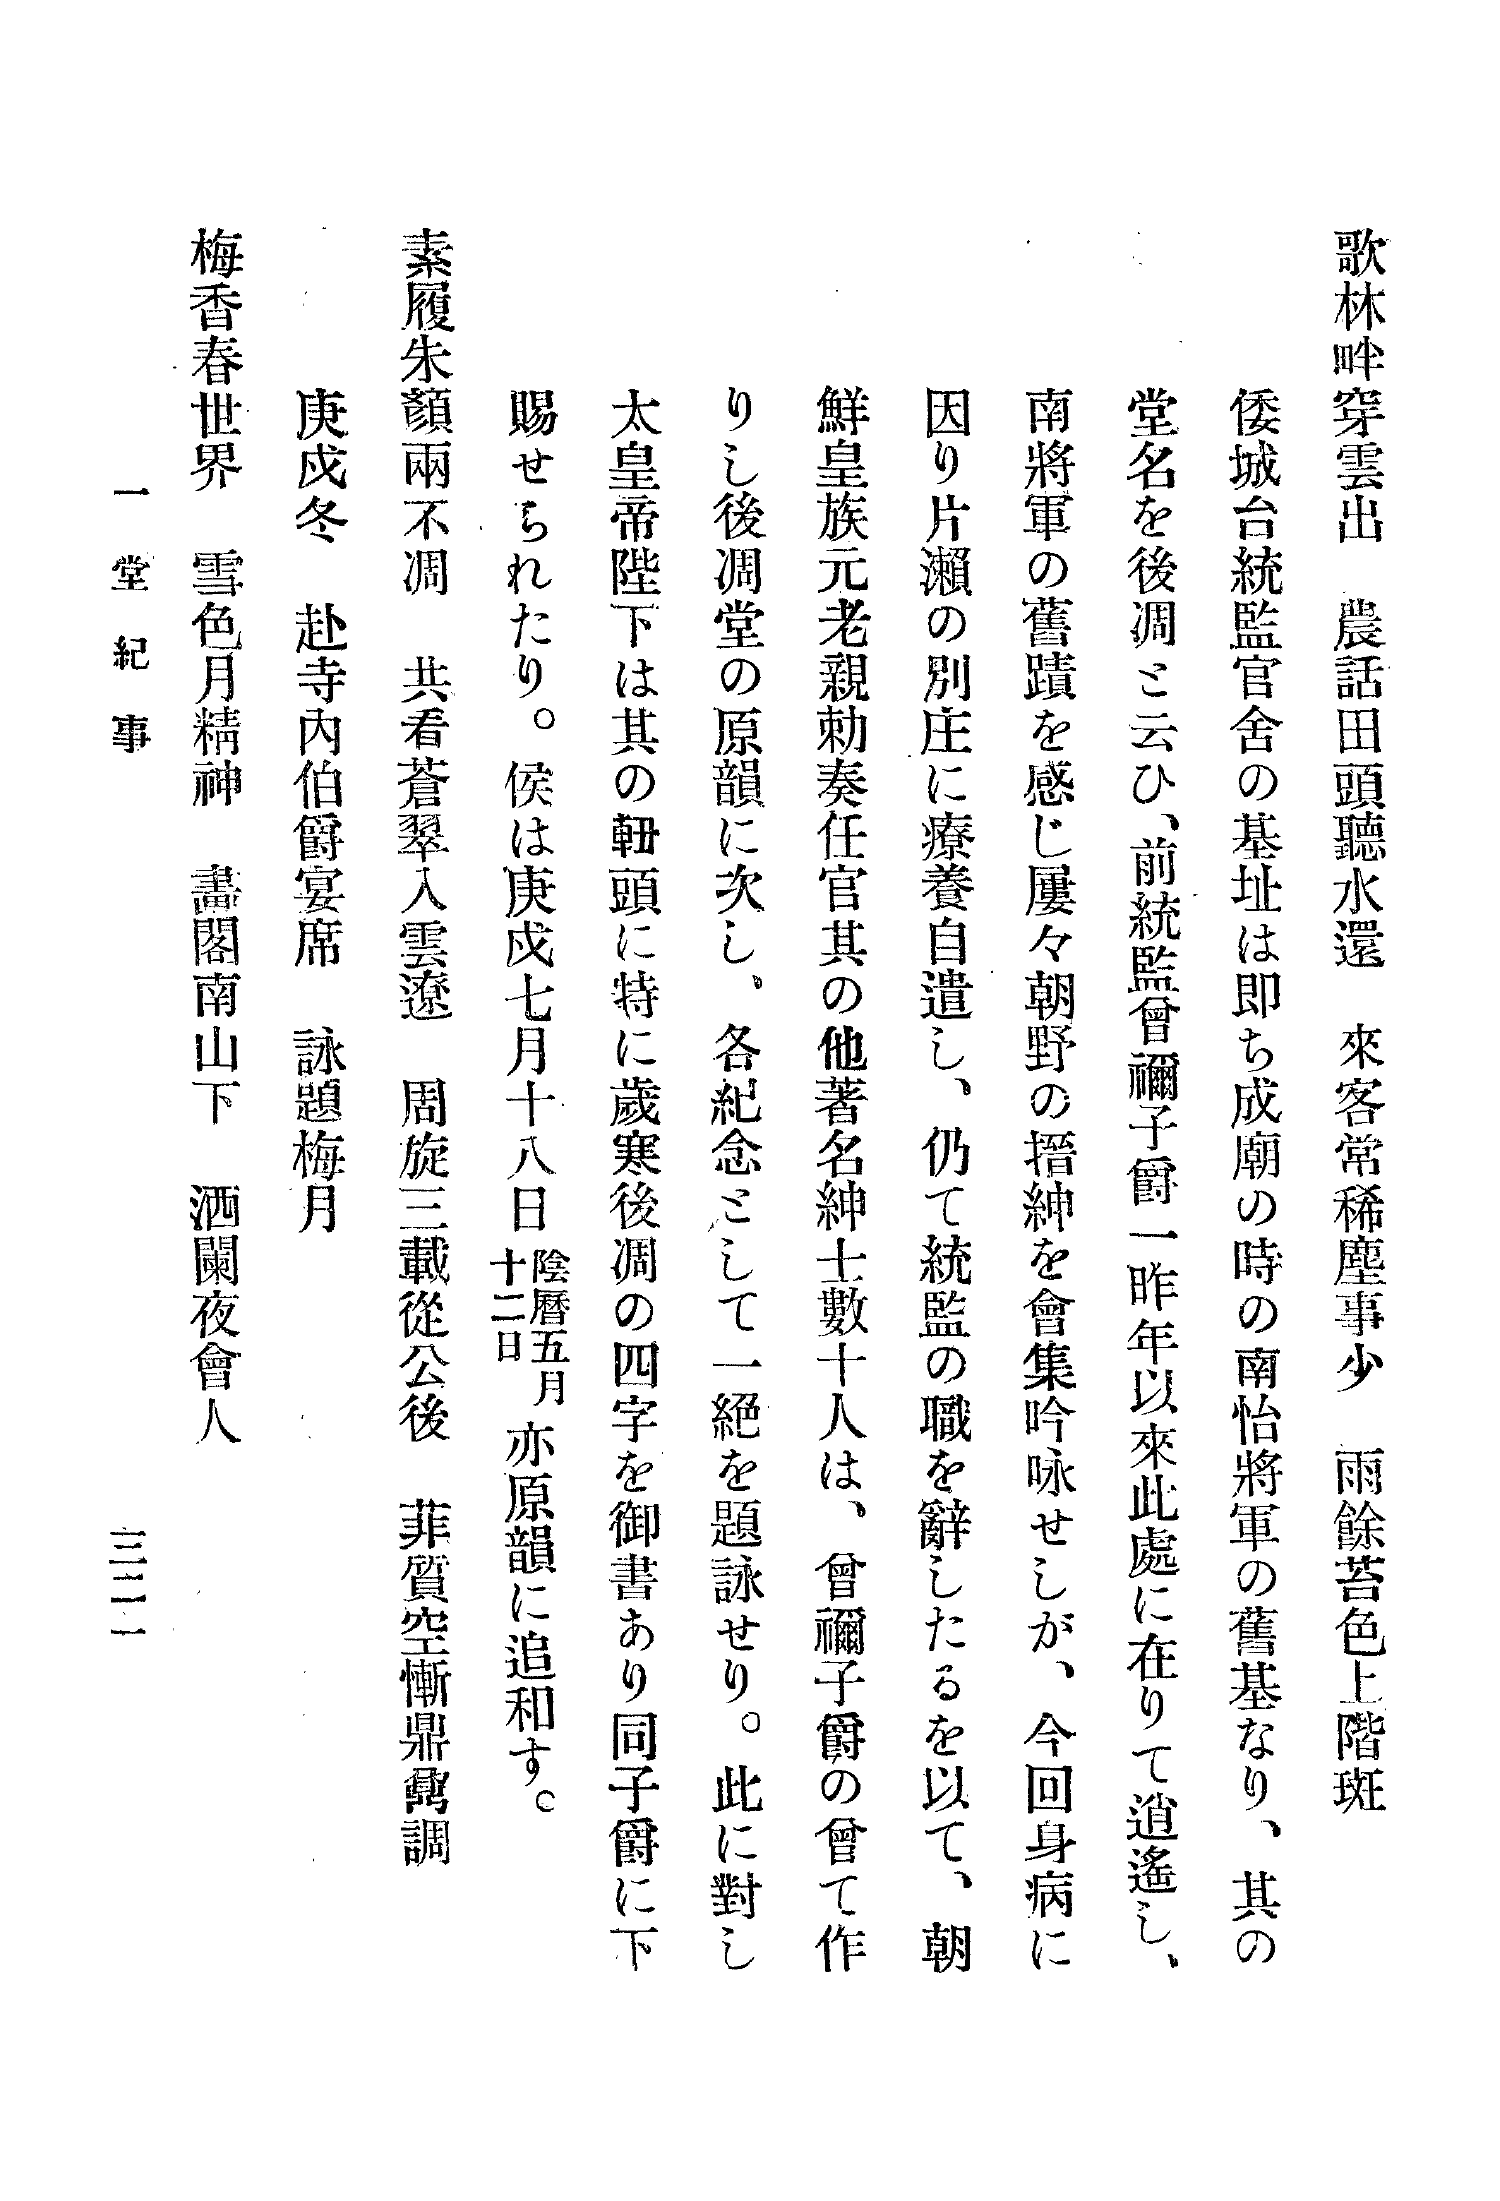 歌林畔穿雲出　農話田頭聽水還　來客常稀塵事少　雨餘苔色上階斑
倭城台統監官舍の基址は卽ち成廟の時の南怡將軍の舊基なり、其の
堂名を後凋と云ひ、前統監曾禰子爵一昨年以來此處に在りて逍遙し、
南將軍の舊蹟を感じ屢々朝野の搢紳を會集吟咏せしが、今回身病に
因り片瀨の別庄に療養自遣し、仍て統監の職を辭したるを以て、朝
鮮皇族元老親勅奏任官其の他著名紳士數十人は、曾禰子爵の曾て作
りし後凋堂の原韻に次し、各紀念として一絕を題詠せり。此に對し
太皇帝陛下は其の軸頭に特に歲寒後凋の四字を御書あり同子爵に下
賜せられたり。侯は庚戌七月十八日陰曆五月十二日亦原韻に追和す。
素履朱顏兩不凋　共看蒼翠入雲遼　周旋三載從公後　菲質空慚鼎鼐調
庚戌冬　赴寺內伯爵宴席　詠題梅月
梅香春世界　雪色月精神　畵閣南山下　酒闌夜會人
一堂紀事　三二一